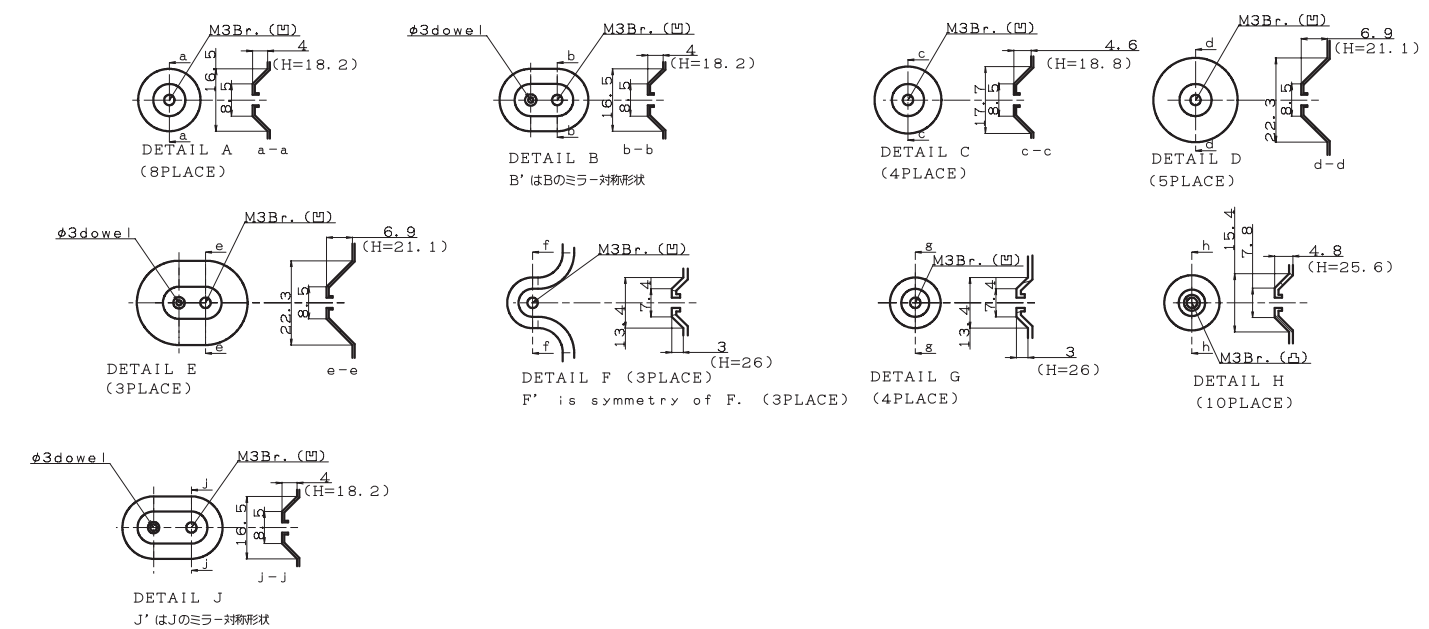 M3Br. (凹)
4
(H=18.2)
a
16.5
8.5
a
DETAIL A
a-a
(8PLACE)
φ3dowel
M3Br. (凹)
4
(H=18.2)
b
16.5
8.5
b
b-b
DETAIL B
B' はBのミラー対称形状
M3Br. (凹)
4.6
(H=18.8)
c
17.7
8.5
c
DETAIL C
c-c
(4PLACE)
M3Br. (凹)
6.9
(H=21.1)
d
22.3
8.5
d
DETAIL D
d-d
(5PLACE)
φ3dowel
M3Br. (凹)
6.9
(H=21.1)
e
22.3
8.5
e
DETAIL E
e-e
(3PLACE)
f
M3Br. (凹)
13.4
7.4
f
3
(H=26)
DETAIL F (3PLACE)
F' is symmetry of F. (3PLACE)
g
M3Br. (凹)
13.4
7.4
g
3
(H=26)
DETAIL G
(4PLACE)
15.4
7.8
h
4.8
(H=25.6)
h
M3Br. (凸)
DETAIL H
(10PLACE)
φ3dowel
M3Br. (凹)
4
(H=18.2)
j
16.5
8.5
j
j-j
DETAIL J
J' はJのミラー対称形状